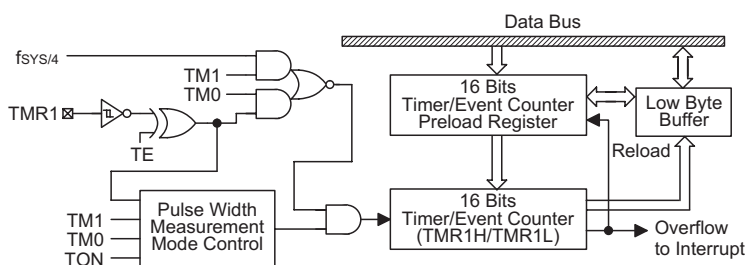 Data Bus
fSYS/4
TM1
TM0
TMR1
TE
16 Bits
Timer/Event Counter
Preload Register
Low Byte
Buffer
Reload
TM1
TM0
TON
Pulse Width
Measurement
Mode Control
16 Bits
Timer/Event Counter
(TMR1H/TMR1L)
Overflow
to Interrupt